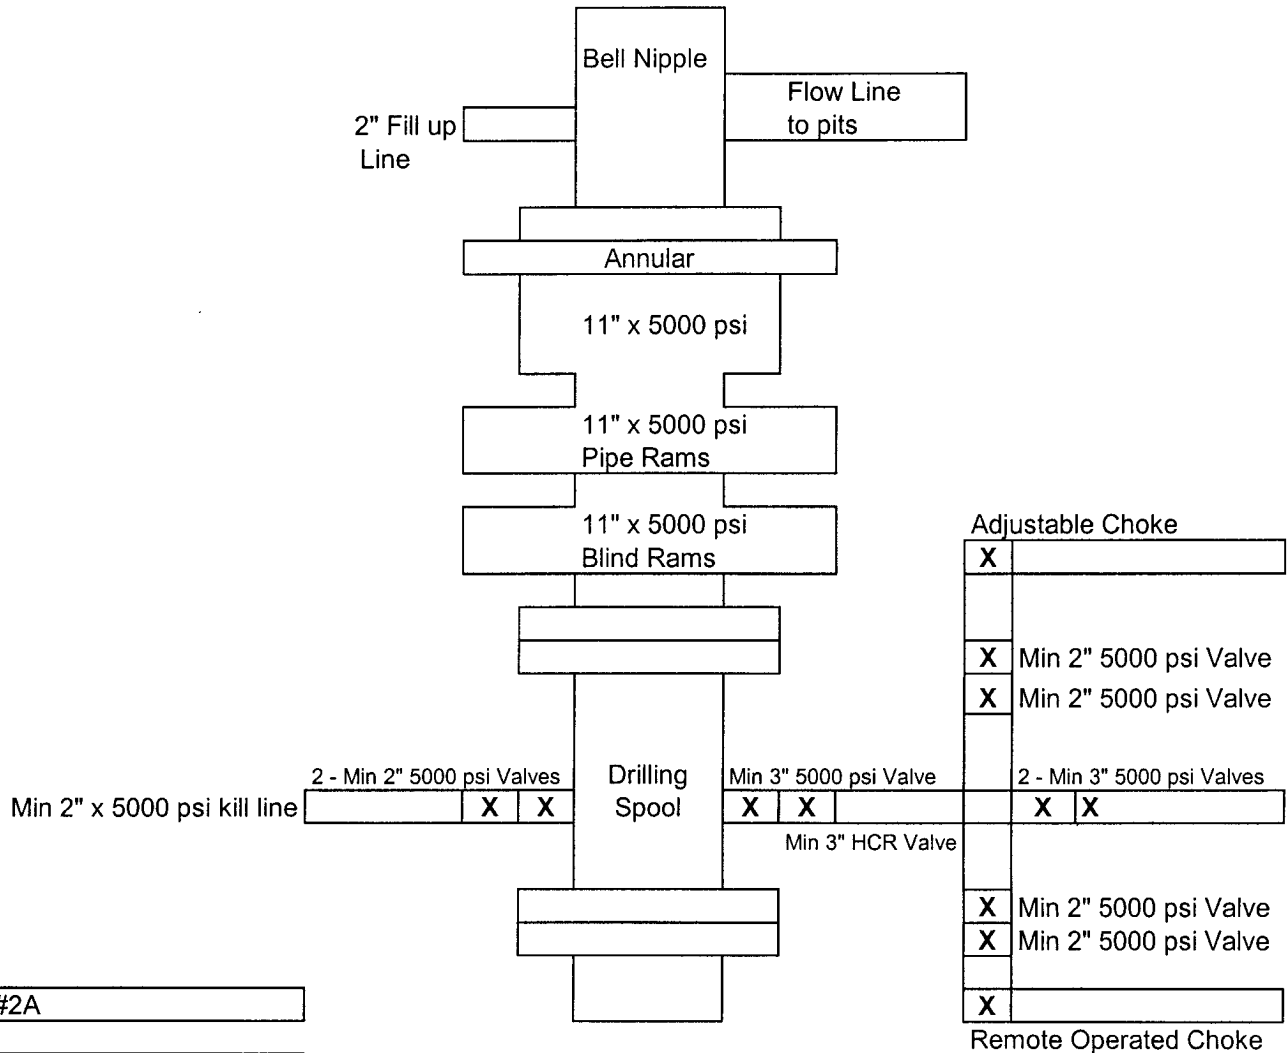 Bell Nipple
Flow Line
to pits
2" Fill up
Line
Annular
11" x 5000 psi
11" x 5000 psi
Pipe Rams
11" x 5000 psi
Blind Rams
Adjustable Choke
X
X Min 2" 5000 psi Valve
X Min 2" 5000 psi Valve
2 - Min 2" 5000 psi Valves
Min 2" x 5000 psi kill line
X X
Drilling
Spool
Min 3" 5000 psi Valve
X X
Min 3" HCR Valve
2 - Min 3" 5000 psi Valves
X X
X Min 2" 5000 psi Valve
X Min 2" 5000 psi Valve
X
Remote Operated Choke
#2A